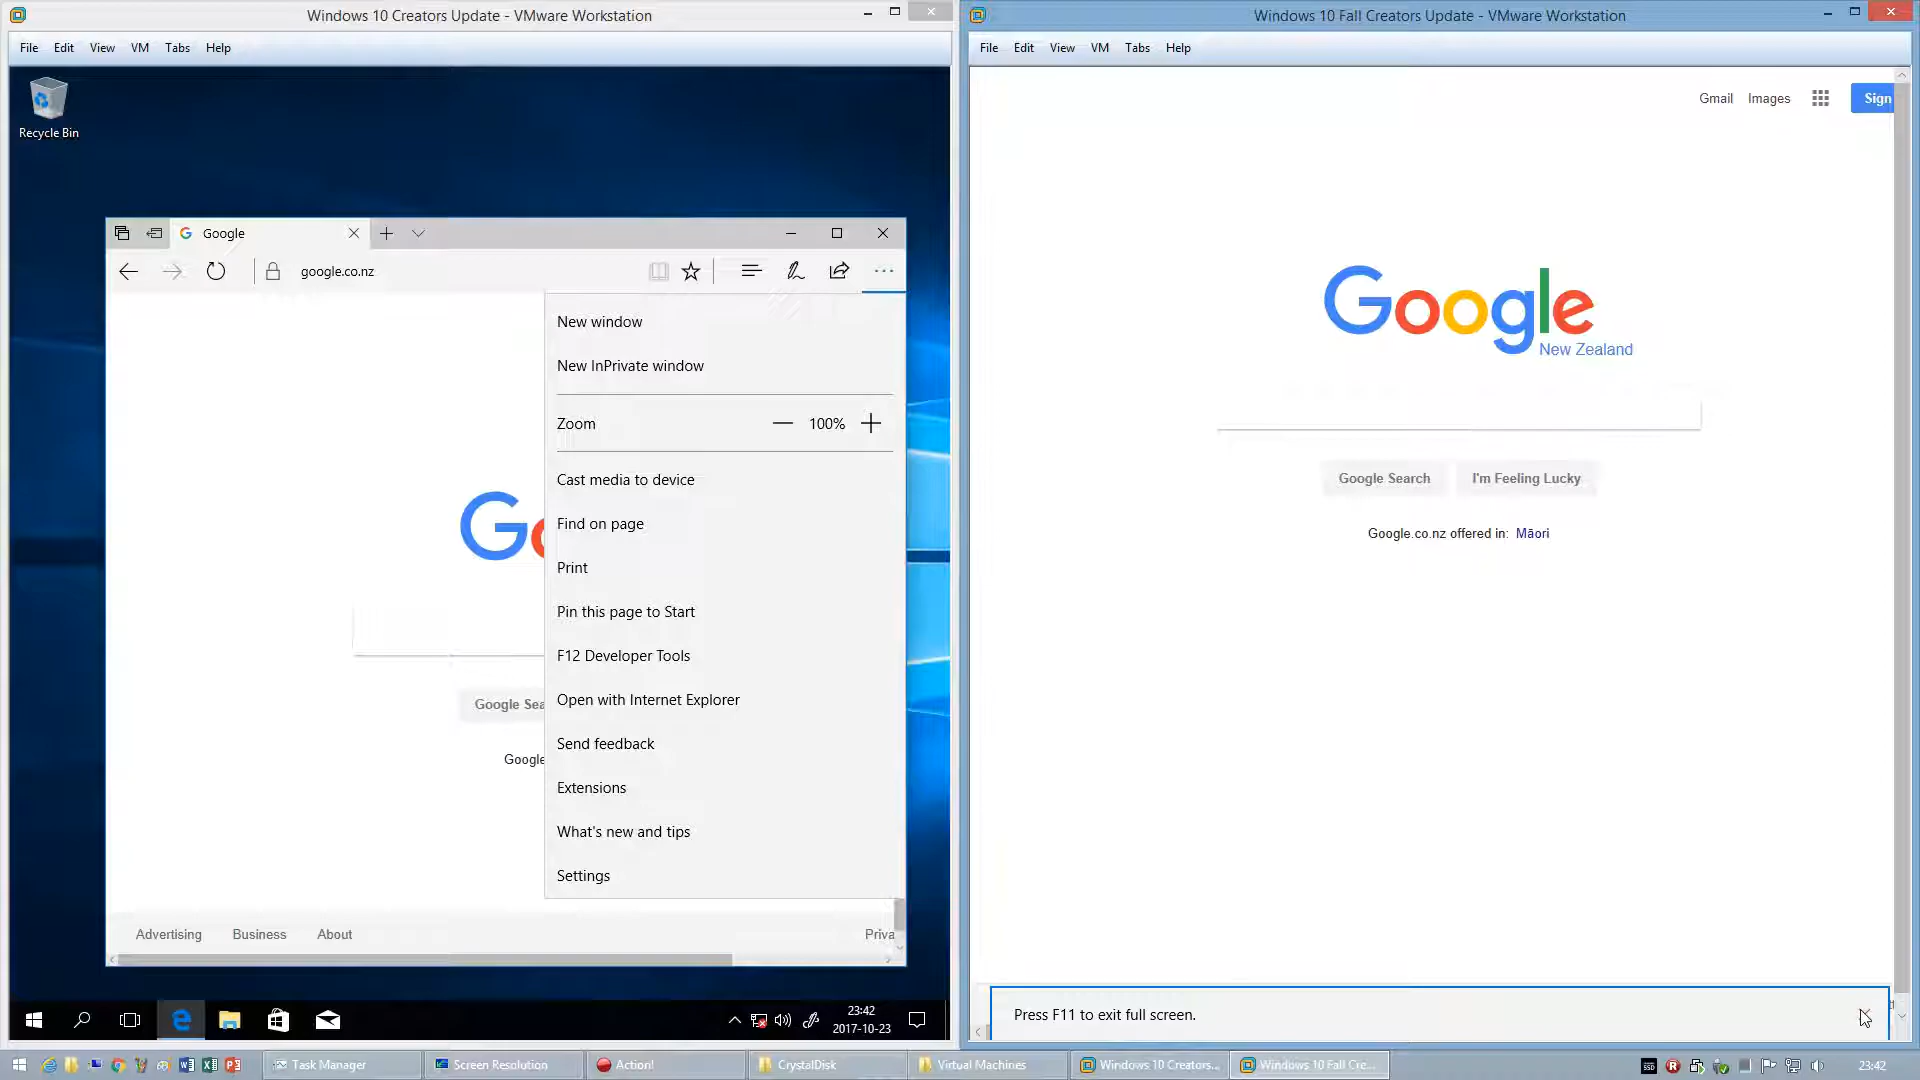 Windows 10 Creators Update - VMware Workstation
File Edit View VM Tabs Help
Recycle Bin
Google
google.co.nz
New window
New InPrivate window
Zoom
100%
Cast media to device
Find on page
Print
Pin this page to Start
F12 Developer Tools
Open with Internet Explorer
Send feedback
Extensions
What's new and tips
Settings
Go
Google Sea
Google
Advertising Business About
Priva
23:42
2017-10-23
Windows 10 Fall Creators Update - VMware Workstation
File Edit View VM Tabs Help
Gmail Images
Sign
Google
New Zealand
Google Search
I'm Feeling Lucky
Google.co.nz offered in: Māori
Press F11 to exit full screen.
Task Manager
Screen Resolution
Action!
CrystalDisk
Virtual Machines
Windows 10 Creators...
Windows 10 Fall Cre...
23:42